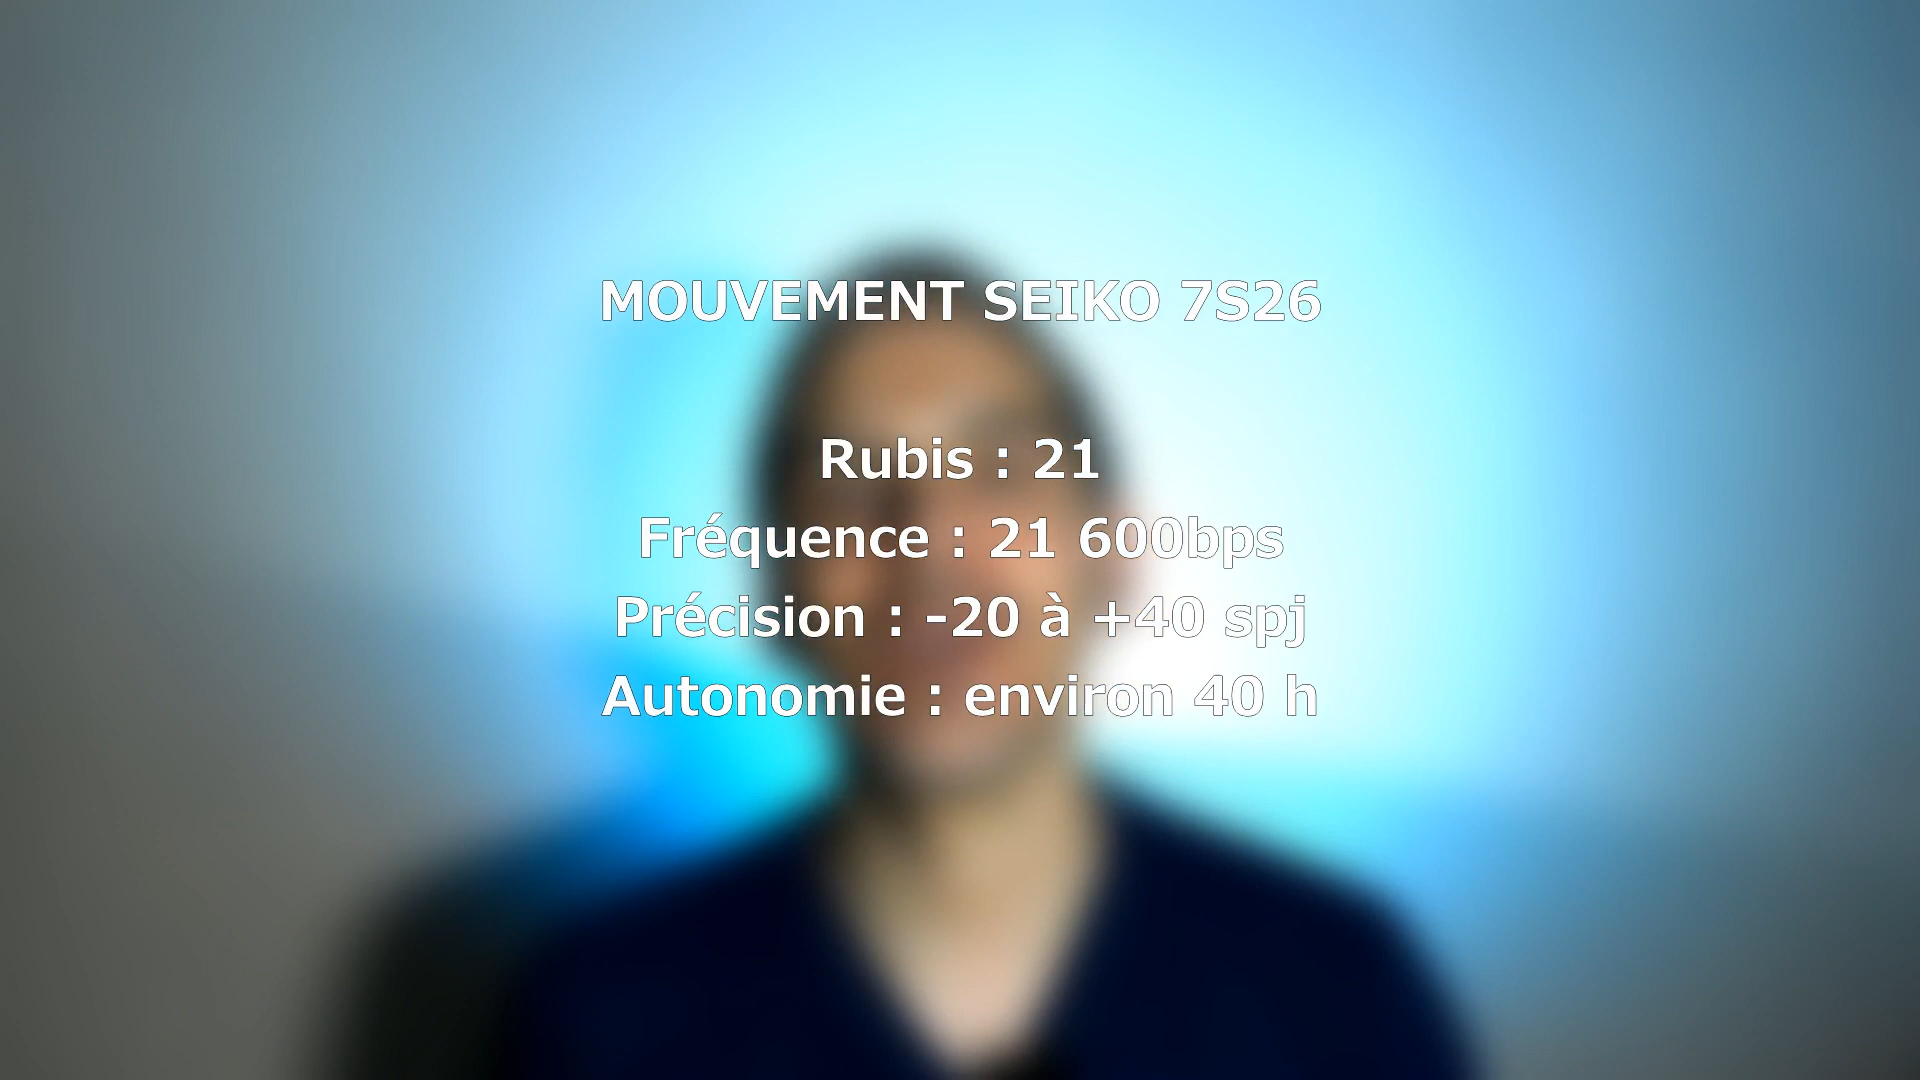 MOUVEMENT SEIKO 7S26
Rubis : 21
Fréquence : 21 600bps
Précision : -20 à +40 spj
Autonomie : environ 40 h